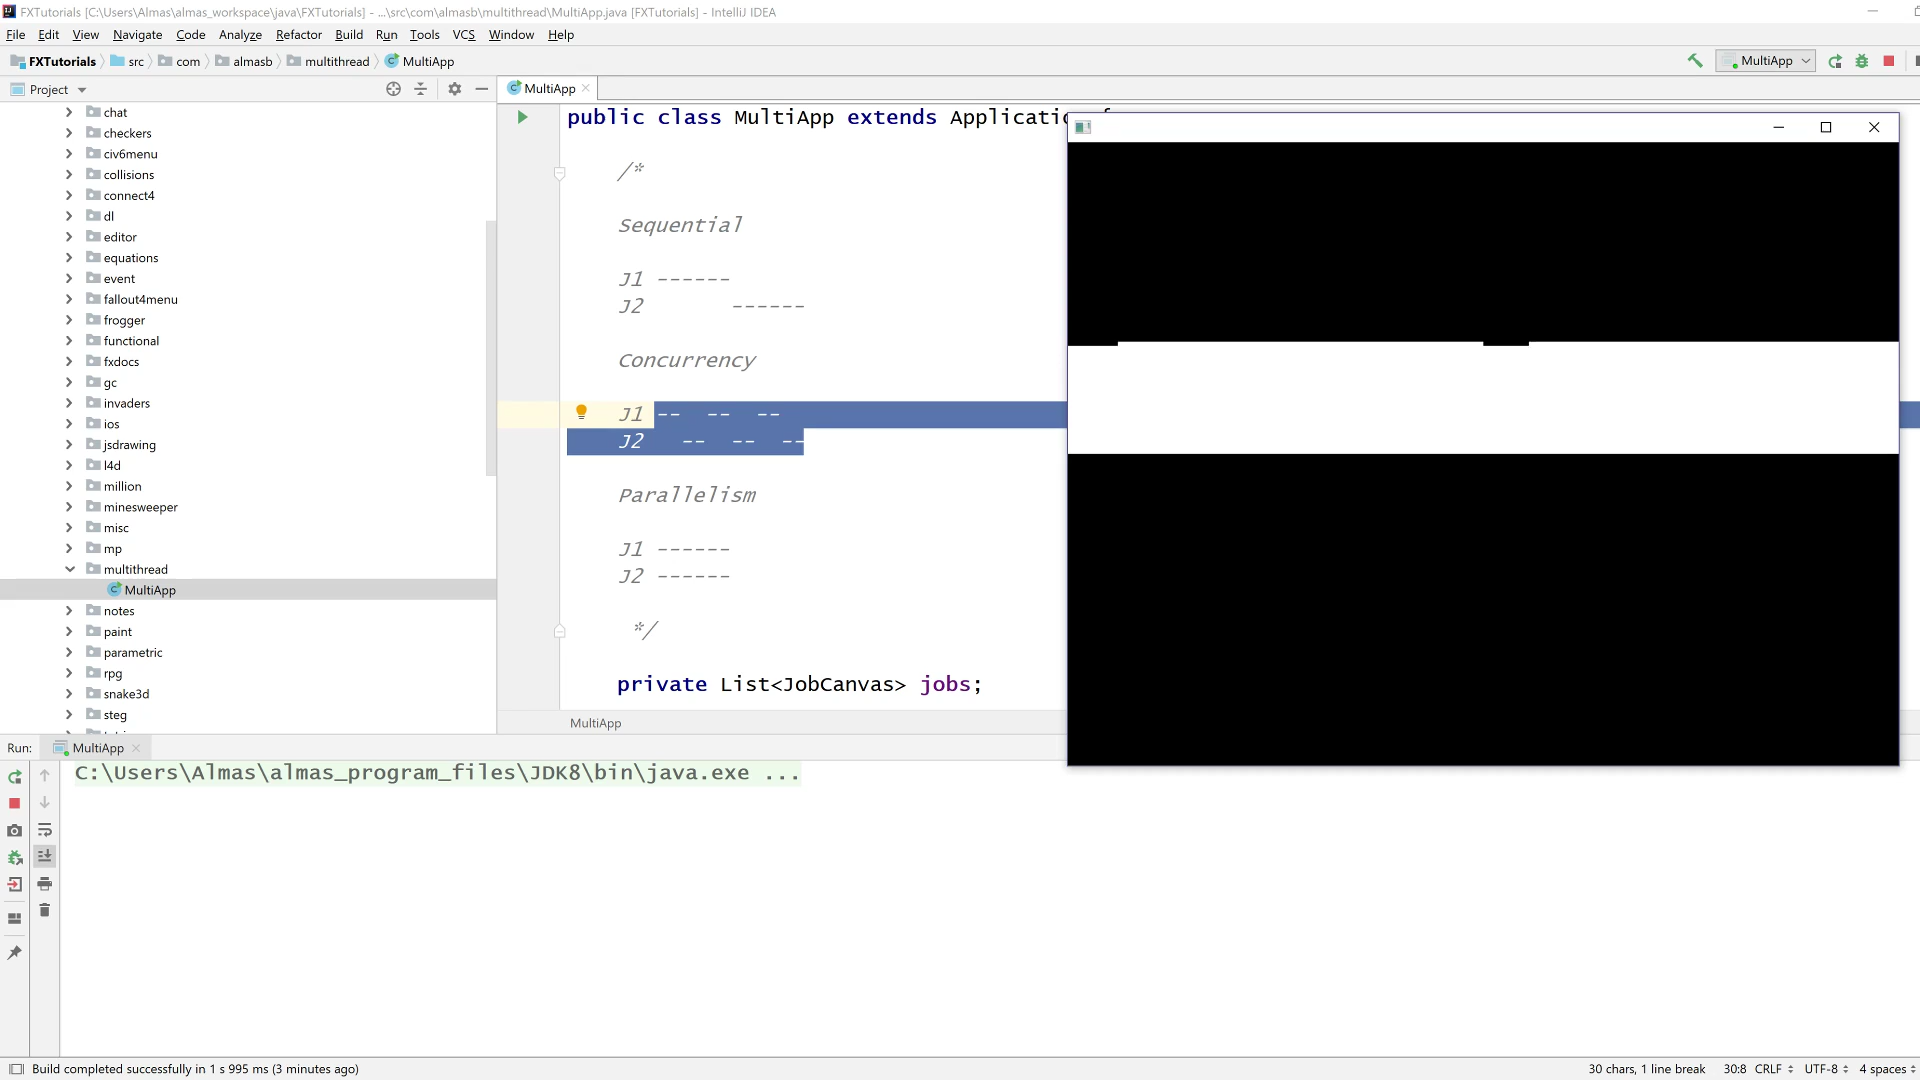 FXTutorials [C:\Users\Almas\almas_workspace\java\FXTutorials] - ...\src\com\almasb\multithread\MultiApp.java [FXTutorials] - IntelliJ IDEA
File Edit View Navigate Code Analyze Refactor Build Run Tools VCS Window Help
FXTutorials src com almasb multithread MultiApp
MultiApp
Project
MultiApp
chat
checkers
civ6menu
collisions
connect4
dl
editor
equations
event
fallout4menu
frogger
functional
fxdocs
gc
invaders
ios
jsdrawing
l4d
million
minesweeper
misc
mp
multithread
MultiApp
notes
paint
parametric
rpg
snake3d
steg
public class MultiApp extends
/*
Sequential
J1 ------
J2       ------
Concurrency
J1 --  --  --
J2   --  --  --
Parallelism
J1 ------
J2 ------
*/
private List<JobCanvas> jobs;
MultiApp
Run: MultiApp
C:\Users\Almas\almas_program_files\JDK8\bin\java.exe ...
Build completed successfully in 1 s 995 ms (3 minutes ago)
30 chars, 1 line break 30:8 CRLF UTF-8 4 spaces